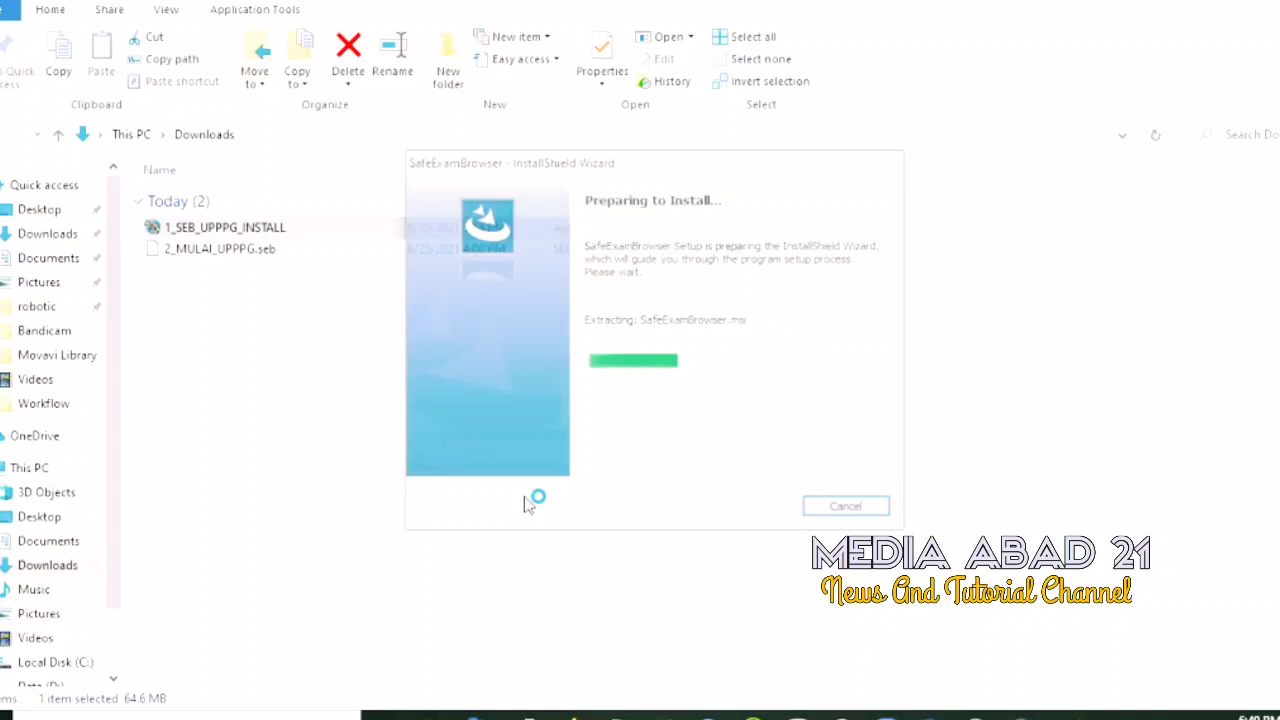 Home Share View Application Tools
Cut
Copy path
Paste shortcut
Copy
Paste
Move to
Copy to
Delete
Rename
New folder
New item
Easy access
Properties
Open
Edit
History
Select all
Select none
Invert selection
Clipboard
Organize
New
Open
Select
This PC > Downloads
Search Do
Name
Today (2)
1_SEB_UPPPG_INSTALL
2_MULAI_UPPPG.seb
Quick access
Desktop
Downloads
Documents
Pictures
robotic
Bandicam
Movavi Library
Videos
Workflow
OneDrive
This PC
3D Objects
Desktop
Documents
Downloads
Music
Pictures
Videos
Local Disk (C:)
1 item selected 64.6 MB
SafeExamBrowser - InstallShield Wizard
Preparing to Install...
SafeExamBrowser Setup is preparing the InstallShield Wizard,
which will guide you through the program setup process.
Please wait.
Extracting: SafeExamBrowser.msi
Cancel
MEDIA ABAD 21
News And Tutorial Channel